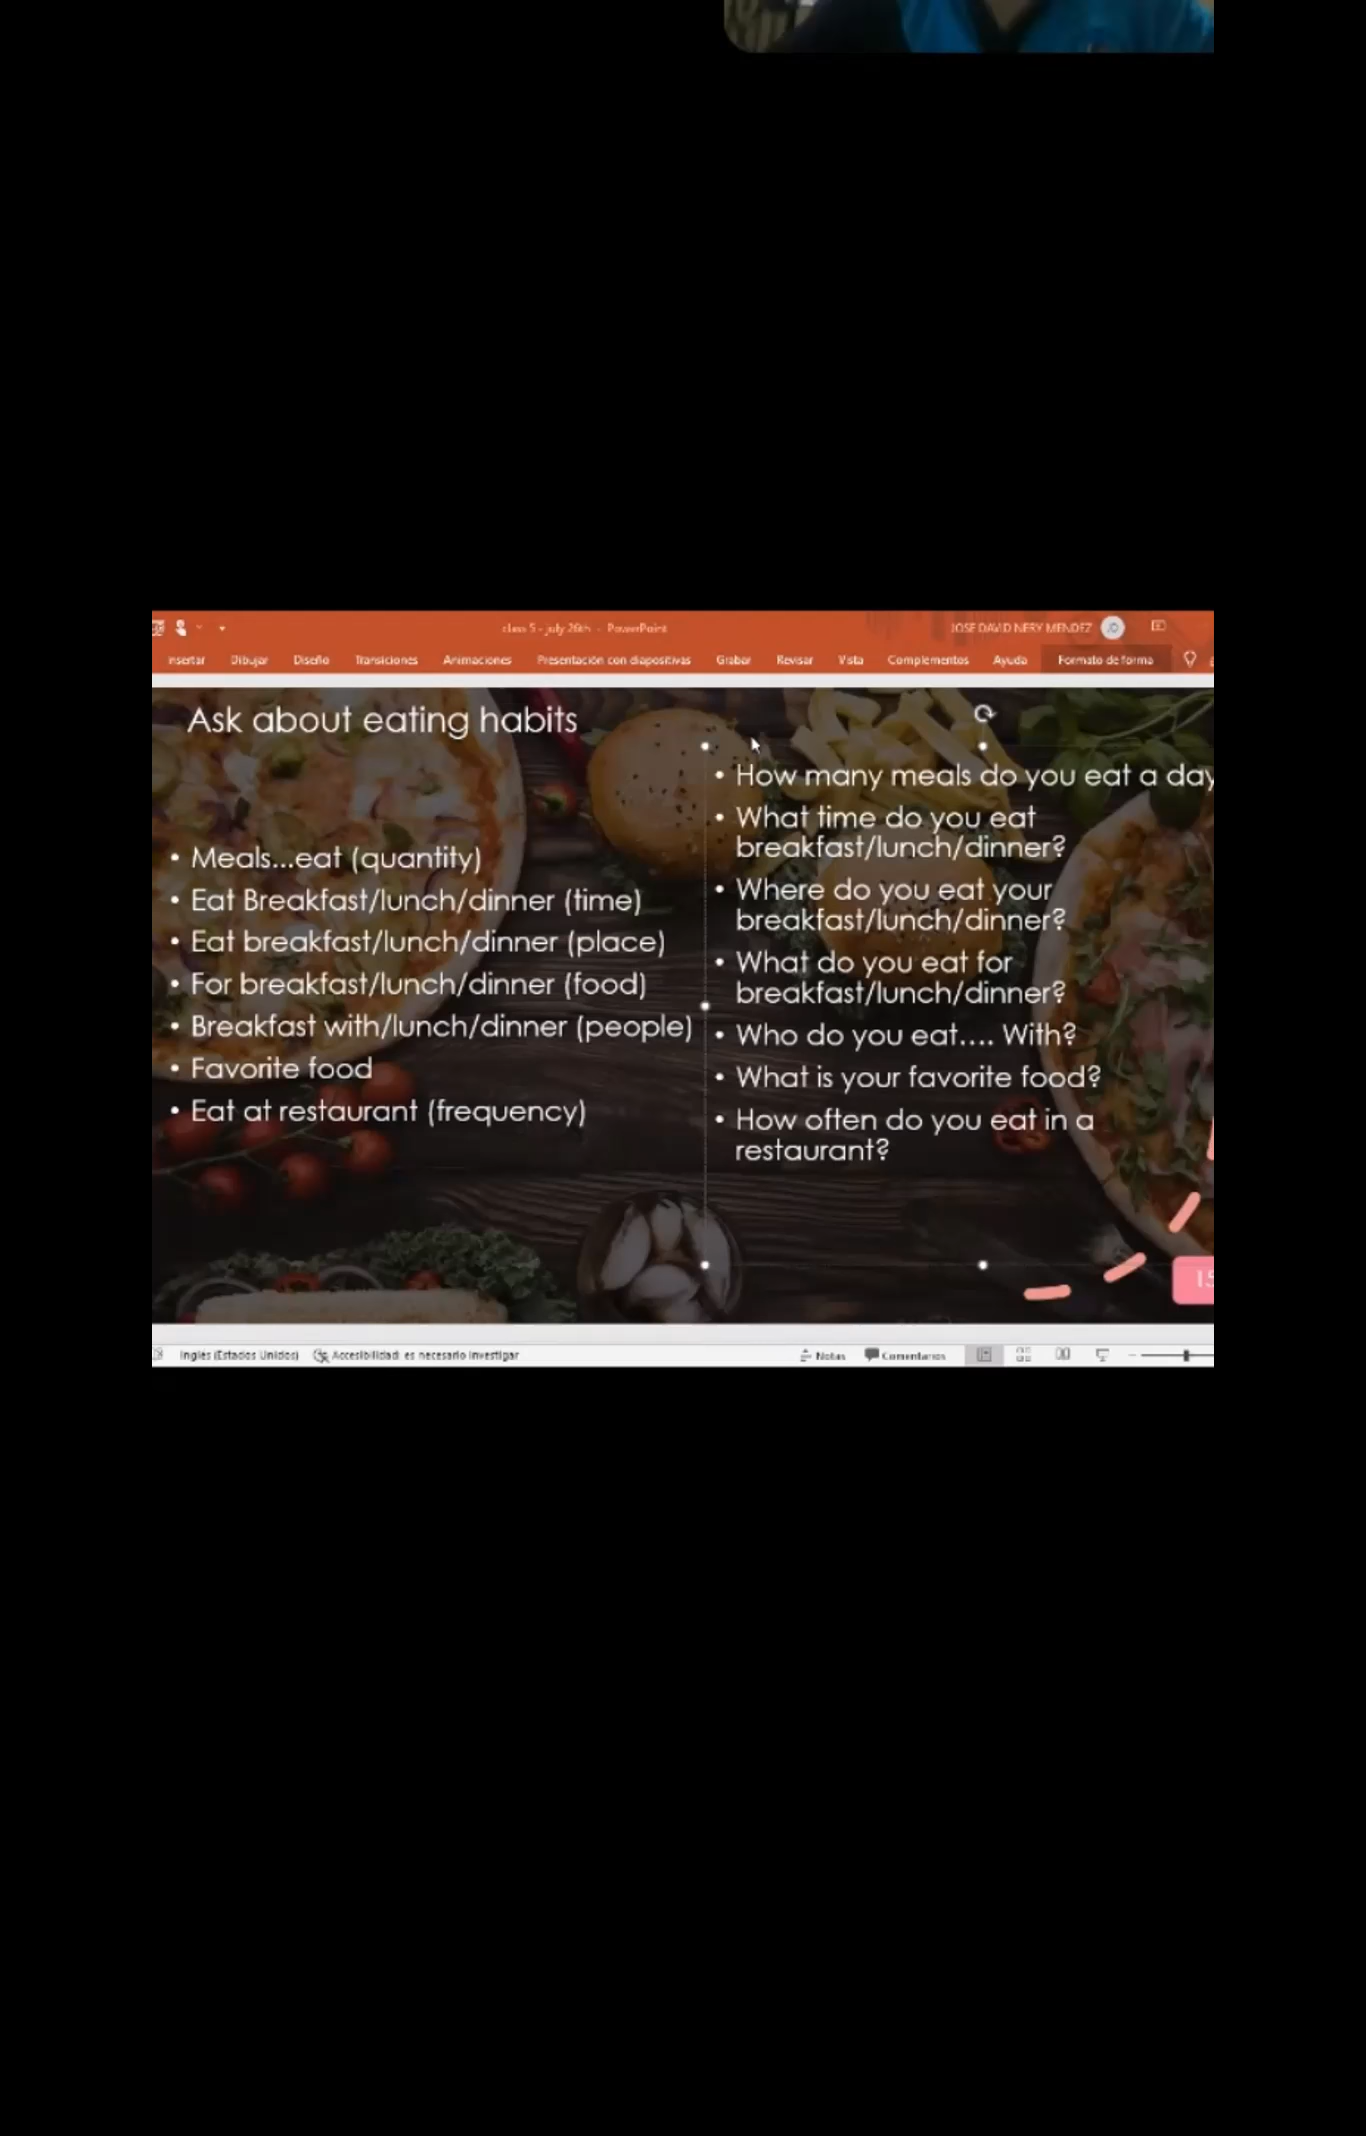 class 5 - july 26th - PowerPoint
JOSE DAVID NERY MENDEZ
JD
Insertar Dibujar Diseño Transiciones Animaciones Presentación con diapositivas Grabar Revisar Vista Complementos Ayuda Formato de forma
Ask about eating habits
• Meals...eat (quantity)
• Eat Breakfast/lunch/dinner (time)
• Eat breakfast/lunch/dinner (place)
• For breakfast/lunch/dinner (food)
• Breakfast with/lunch/dinner (people)
• Favorite food
• Eat at restaurant (frequency)
• How many meals do you eat a day
• What time do you eat
breakfast/lunch/dinner?
• Where do you eat your
breakfast/lunch/dinner?
• What do you eat for
breakfast/lunch/dinner?
• Who do you eat.... With?
• What is your favorite food?
• How often do you eat in a
restaurant?
15
Inglés (Estados Unidos) Accesibilidad: es necesario investigar Notas Comentarios